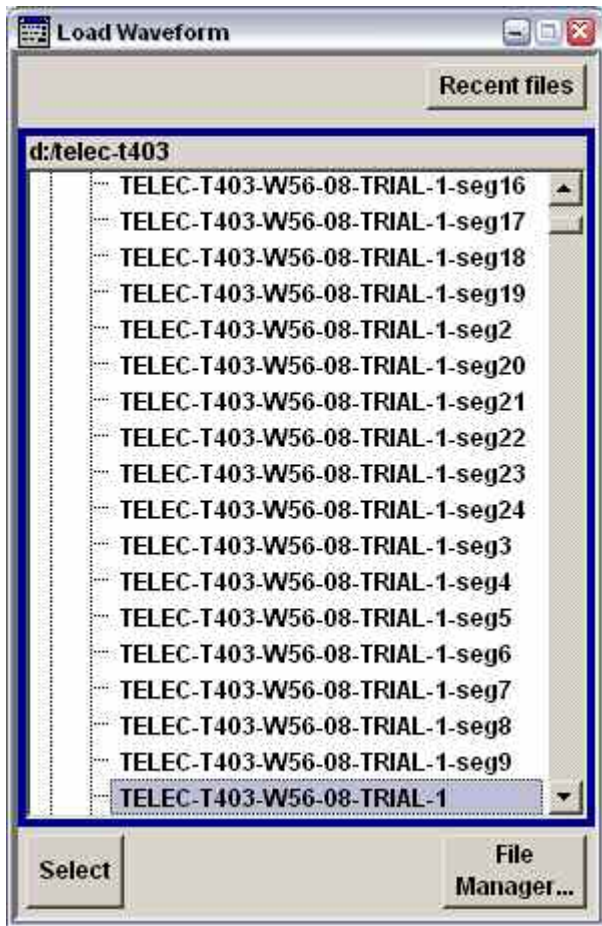 Load Waveform
Recent files
d:/telec-t403
TELEC-T403-W56-08-TRIAL-1-seg16
TELEC-T403-W56-08-TRIAL-1-seg17
TELEC-T403-W56-08-TRIAL-1-seg18
TELEC-T403-W56-08-TRIAL-1-seg19
TELEC-T403-W56-08-TRIAL-1-seg2
TELEC-T403-W56-08-TRIAL-1-seg20
TELEC-T403-W56-08-TRIAL-1-seg21
TELEC-T403-W56-08-TRIAL-1-seg22
TELEC-T403-W56-08-TRIAL-1-seg23
TELEC-T403-W56-08-TRIAL-1-seg24
TELEC-T403-W56-08-TRIAL-1-seg3
TELEC-T403-W56-08-TRIAL-1-seg4
TELEC-T403-W56-08-TRIAL-1-seg5
TELEC-T403-W56-08-TRIAL-1-seg6
TELEC-T403-W56-08-TRIAL-1-seg7
TELEC-T403-W56-08-TRIAL-1-seg8
TELEC-T403-W56-08-TRIAL-1-seg9
TELEC-T403-W56-08-TRIAL-1
Select
File
Manager...